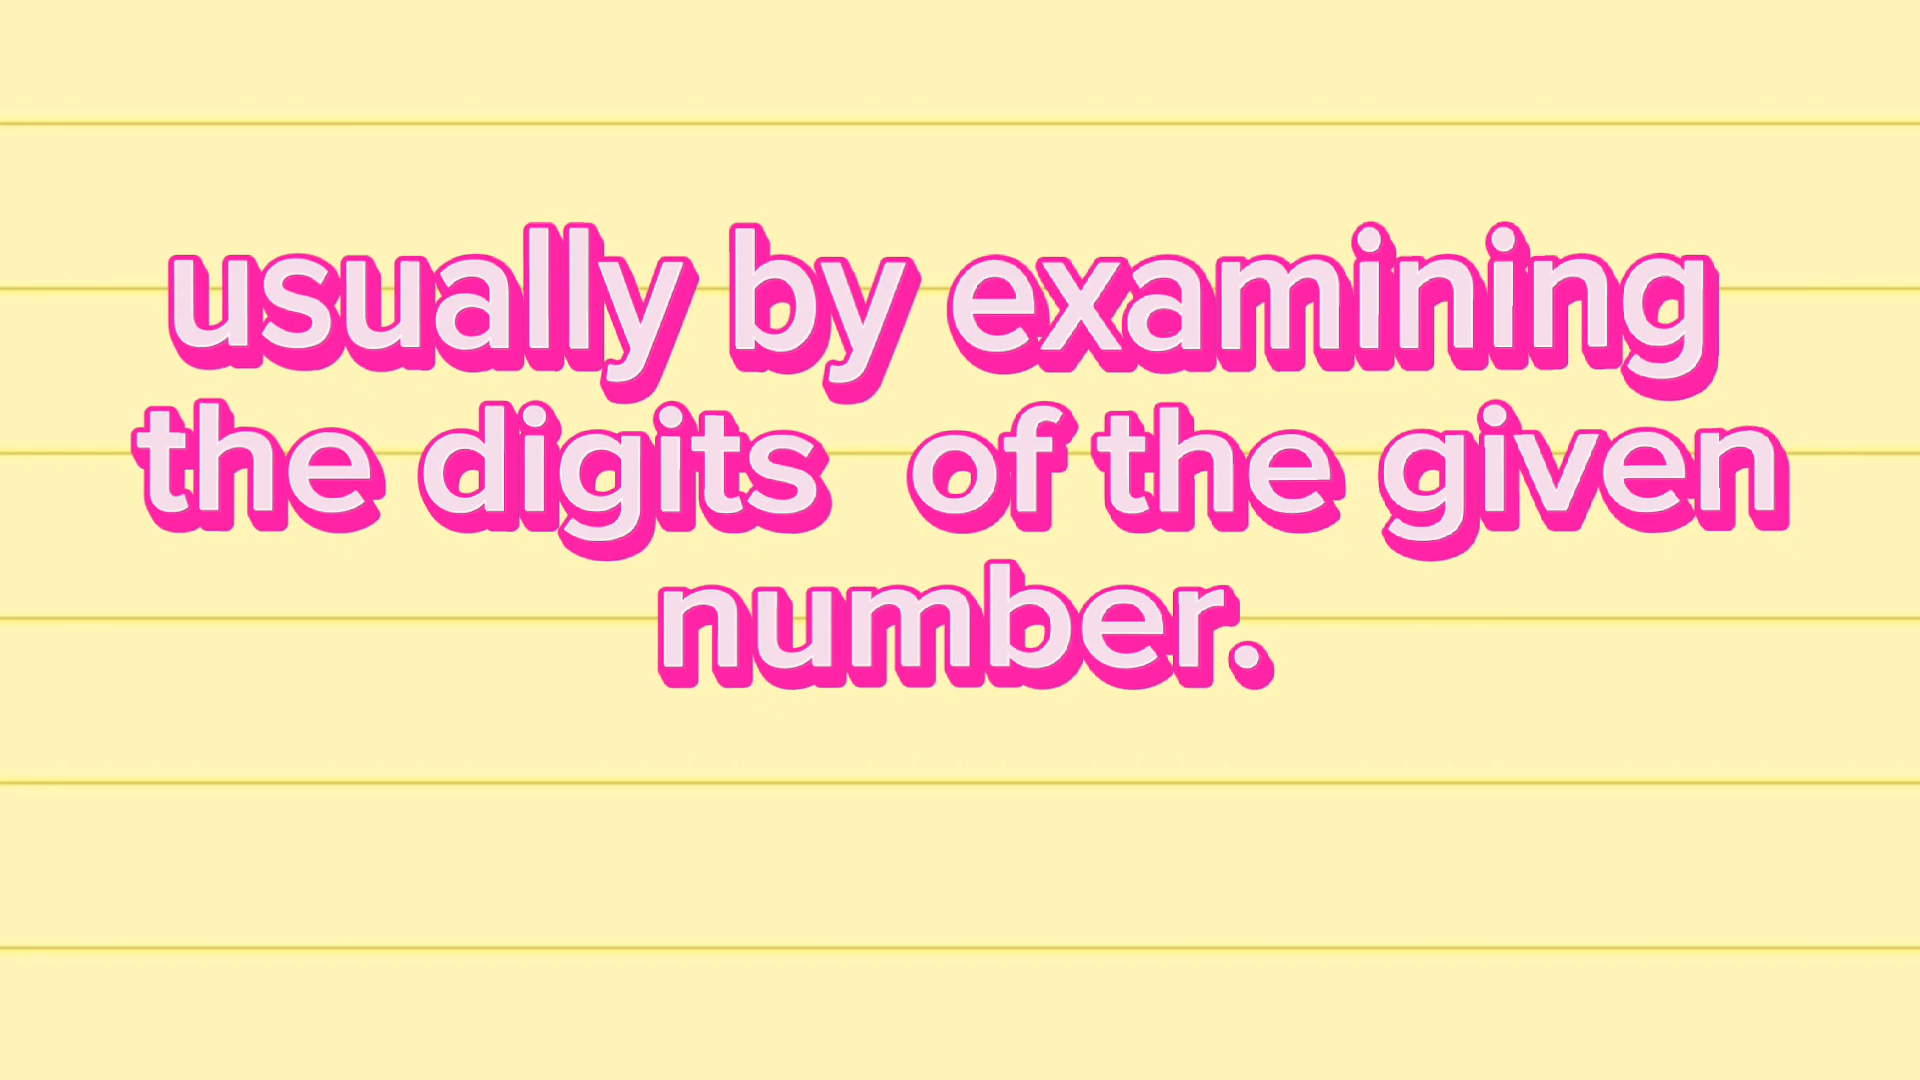 usually by examining
the digits  of the given
number.